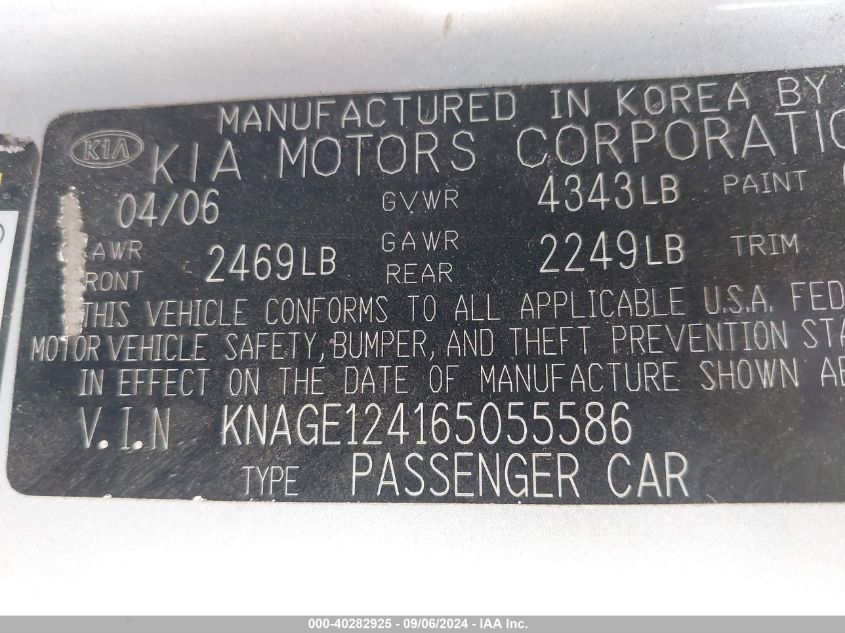 MANUFACTURED IN KOREA BY
KIA KIA MOTORS CORPORATIO
04/06 GVWR 4343LB PAINT
GAWR FRONT 2469LB GAWR REAR 2249LB TRIM
THIS VEHICLE CONFORMS TO ALL APPLICABLE U.S.A. FED
MOTOR VEHICLE SAFETY, BUMPER, AND THEFT PREVENTION STA
IN EFFECT ON THE DATE OF MANUFACTURE SHOWN AB
V.I.N KNAGE124165055586
TYPE PASSENGER CAR
000-40282925 - 09/06/2024 - IAA Inc.